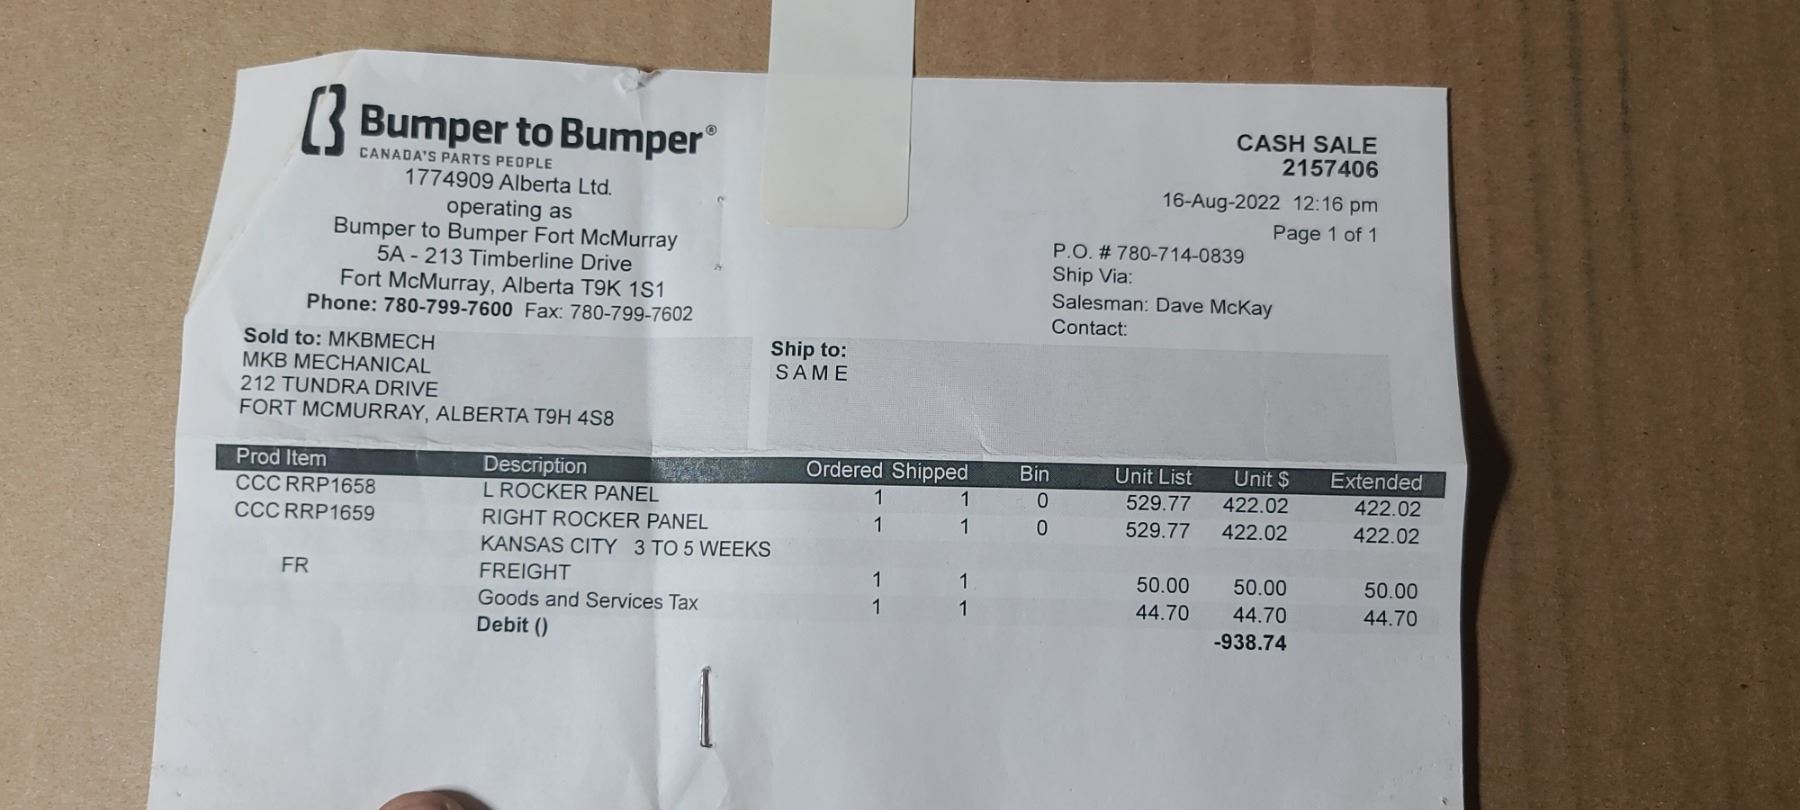 Bumper to Bumper®
CANADA'S PARTS PEOPLE
1774909 Alberta Ltd.
operating as
Bumper to Bumper Fort McMurray
5A - 213 Timberline Drive
Fort McMurray, Alberta T9K 1S1
Phone: 780-799-7600 Fax: 780-799-7602
CASH SALE
2157406
16-Aug-2022 12:16 pm
Page 1 of 1
P.O. # 780-714-0839
Ship Via:
Salesman: Dave McKay
Contact:
Sold to: MKBMECH
MKB MECHANICAL
212 TUNDRA DRIVE
FORT MCMURRAY, ALBERTA T9H 4S8
Ship to:
SAME
Prod Item Description Ordered Shipped Bin Unit List Unit $ Extended
CCC RRP1658 L ROCKER PANEL 1 1 0 529.77 422.02 422.02
CCC RRP1659 RIGHT ROCKER PANEL 1 1 0 529.77 422.02 422.02
KANSAS CITY 3 TO 5 WEEKS
FR FREIGHT 1 1 50.00 50.00 50.00
Goods and Services Tax 1 1 44.70 44.70 44.70
Debit () -938.74